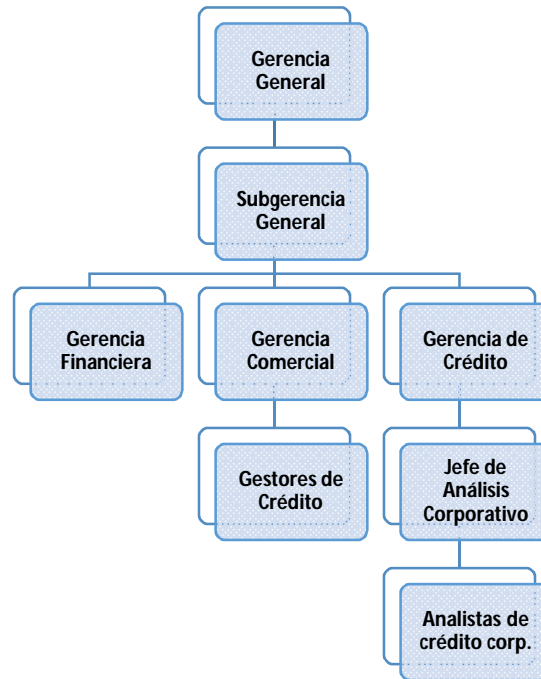 Gerencia
General
Subgerencia
General
Gerencia
Financiera
Gerencia
Comercial
Gerencia de
Crédito
Gestores de
Crédito
Jefe de
Análisis
Corporativo
Analistas de
crédito corp.